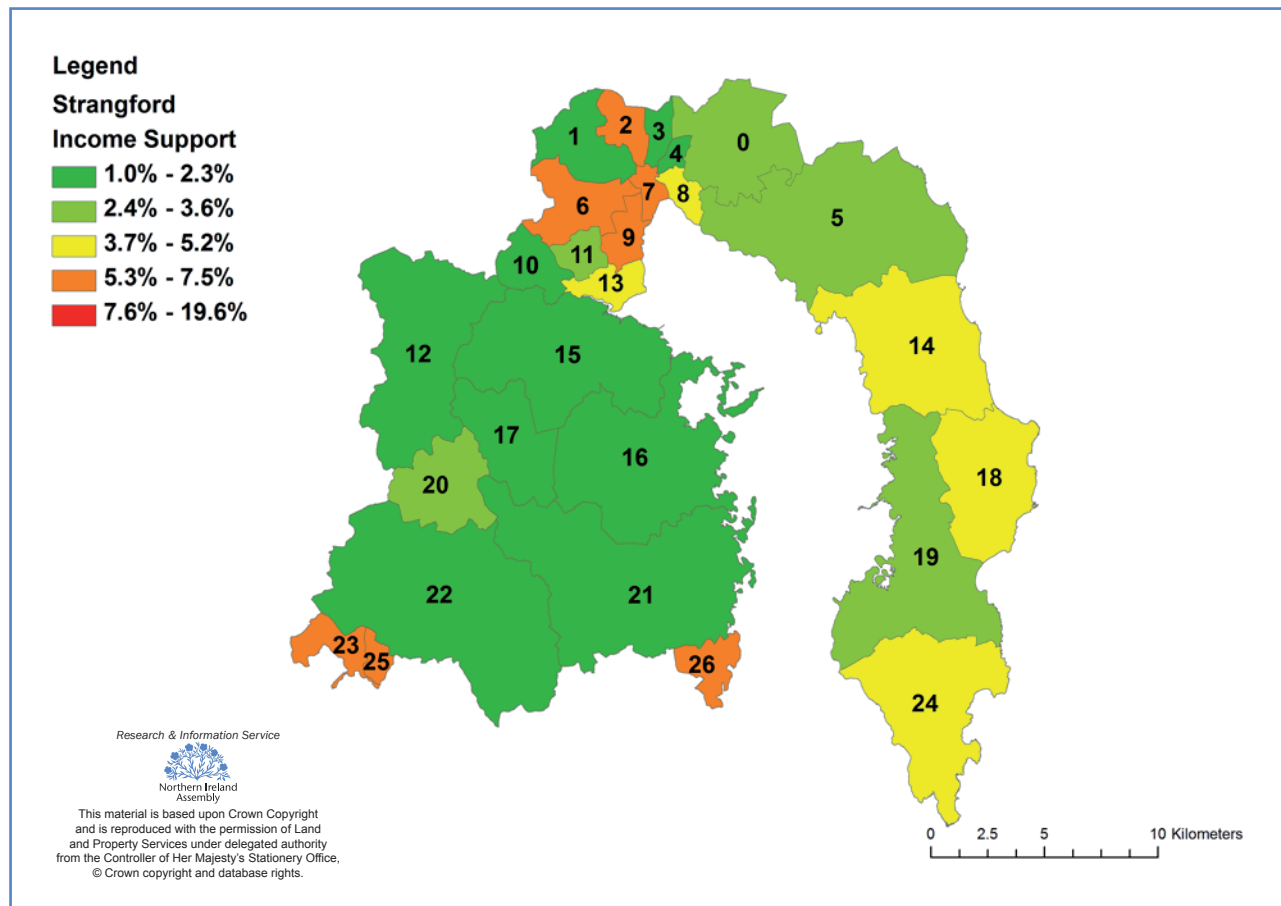 Legend
Strangford
Income Support
1.0% - 2.3%
2.4% - 3.6%
3.7% - 5.2%
5.3% - 7.5%
7.6% - 19.6%
0
1
2
3
4
5
6
7
8
9
10
11
12
13
14
15
16
17
18
19
20
21
22
23
24
25
26
Research & Information Service
Northern Ireland
Assembly
This material is based upon Crown Copyright
and is reproduced with the permission of Land
and Property Services under delegated authority
from the Controller of Her Majesty's Stationery Office,
© Crown copyright and database rights.
0 2.5 5 10 Kilometers